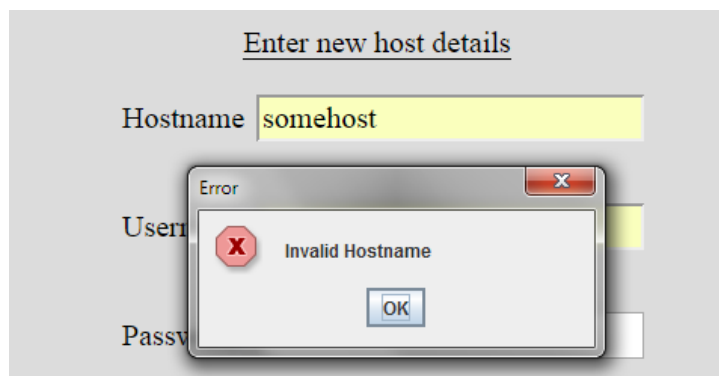 Enter new host details
Hostname somehost
Error
Invalid Hostname
OK